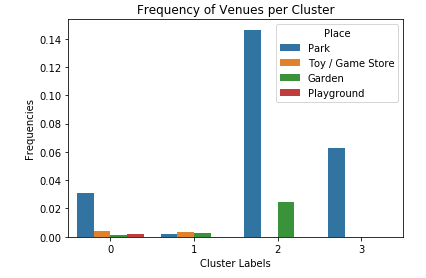 Frequency of Venues per Cluster
Place
Park
Toy / Game Store
Garden
Playground
Frequencies
0.14
0.12
0.10
0.08
0.06
0.04
0.02
0.00
0 1 2 3
Cluster Labels